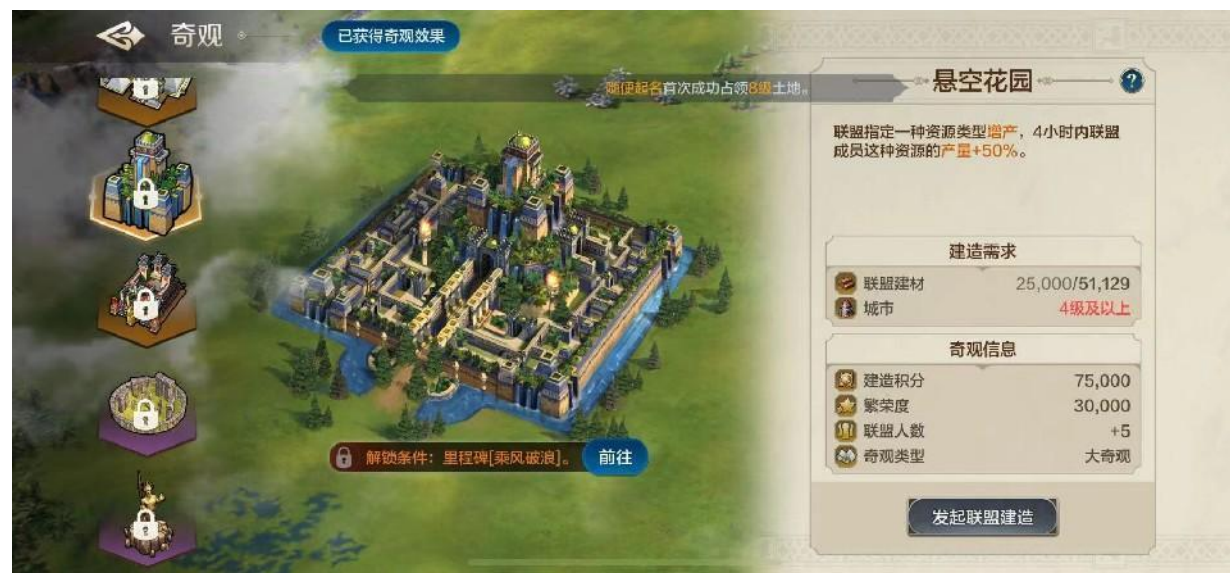 奇观
已获得奇观效果
随便起名首次成功占领8级土地。
悬空花园
?
联盟指定一种资源类型增产，4小时内联盟
成员这种资源的产量+50%。
建造需求
联盟建材 25,000/51,129
城市 4级及以上
奇观信息
建造积分 75,000
繁荣度 30,000
联盟人数 +5
奇观类型 大奇观
解锁条件：里程碑[乘风破浪]。
前往
发起联盟建造